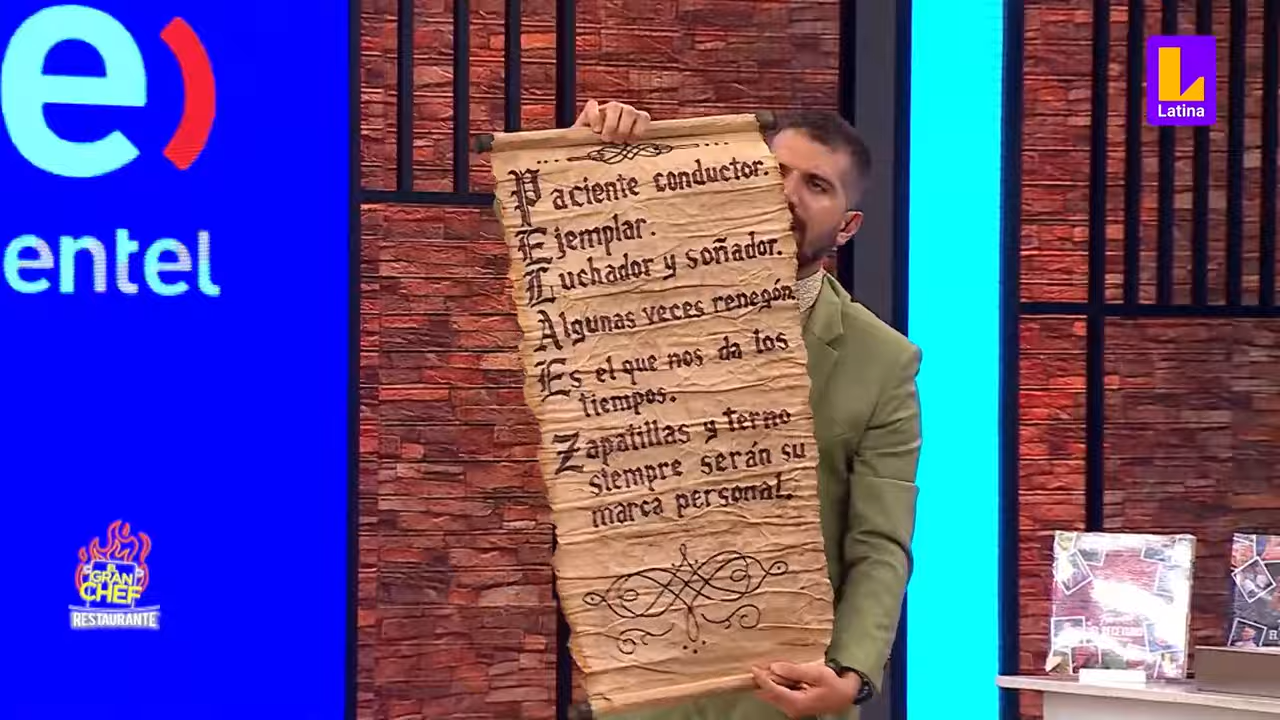 e)
entel
EL
GRAN
CHEF
RESTAURANTE
Paciente conductor.
Ejemplar.
Luchador y soñador.
Algunas veces renegón.
Es el que nos da los
tiempos.
Zapatillas y terno
siempre serán su
marca personal.
L
Latina